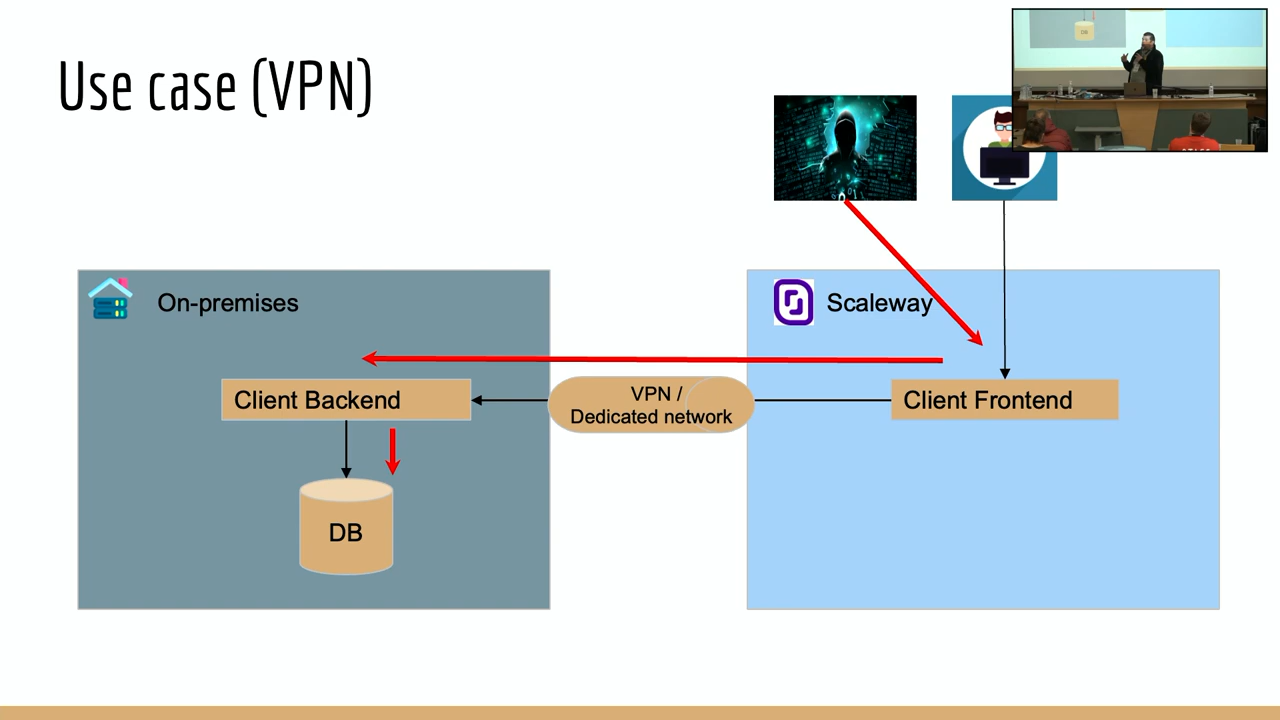 Use case (VPN)
On-premises
Scaleway
Client Backend
VPN /
Dedicated network
Client Frontend
DB